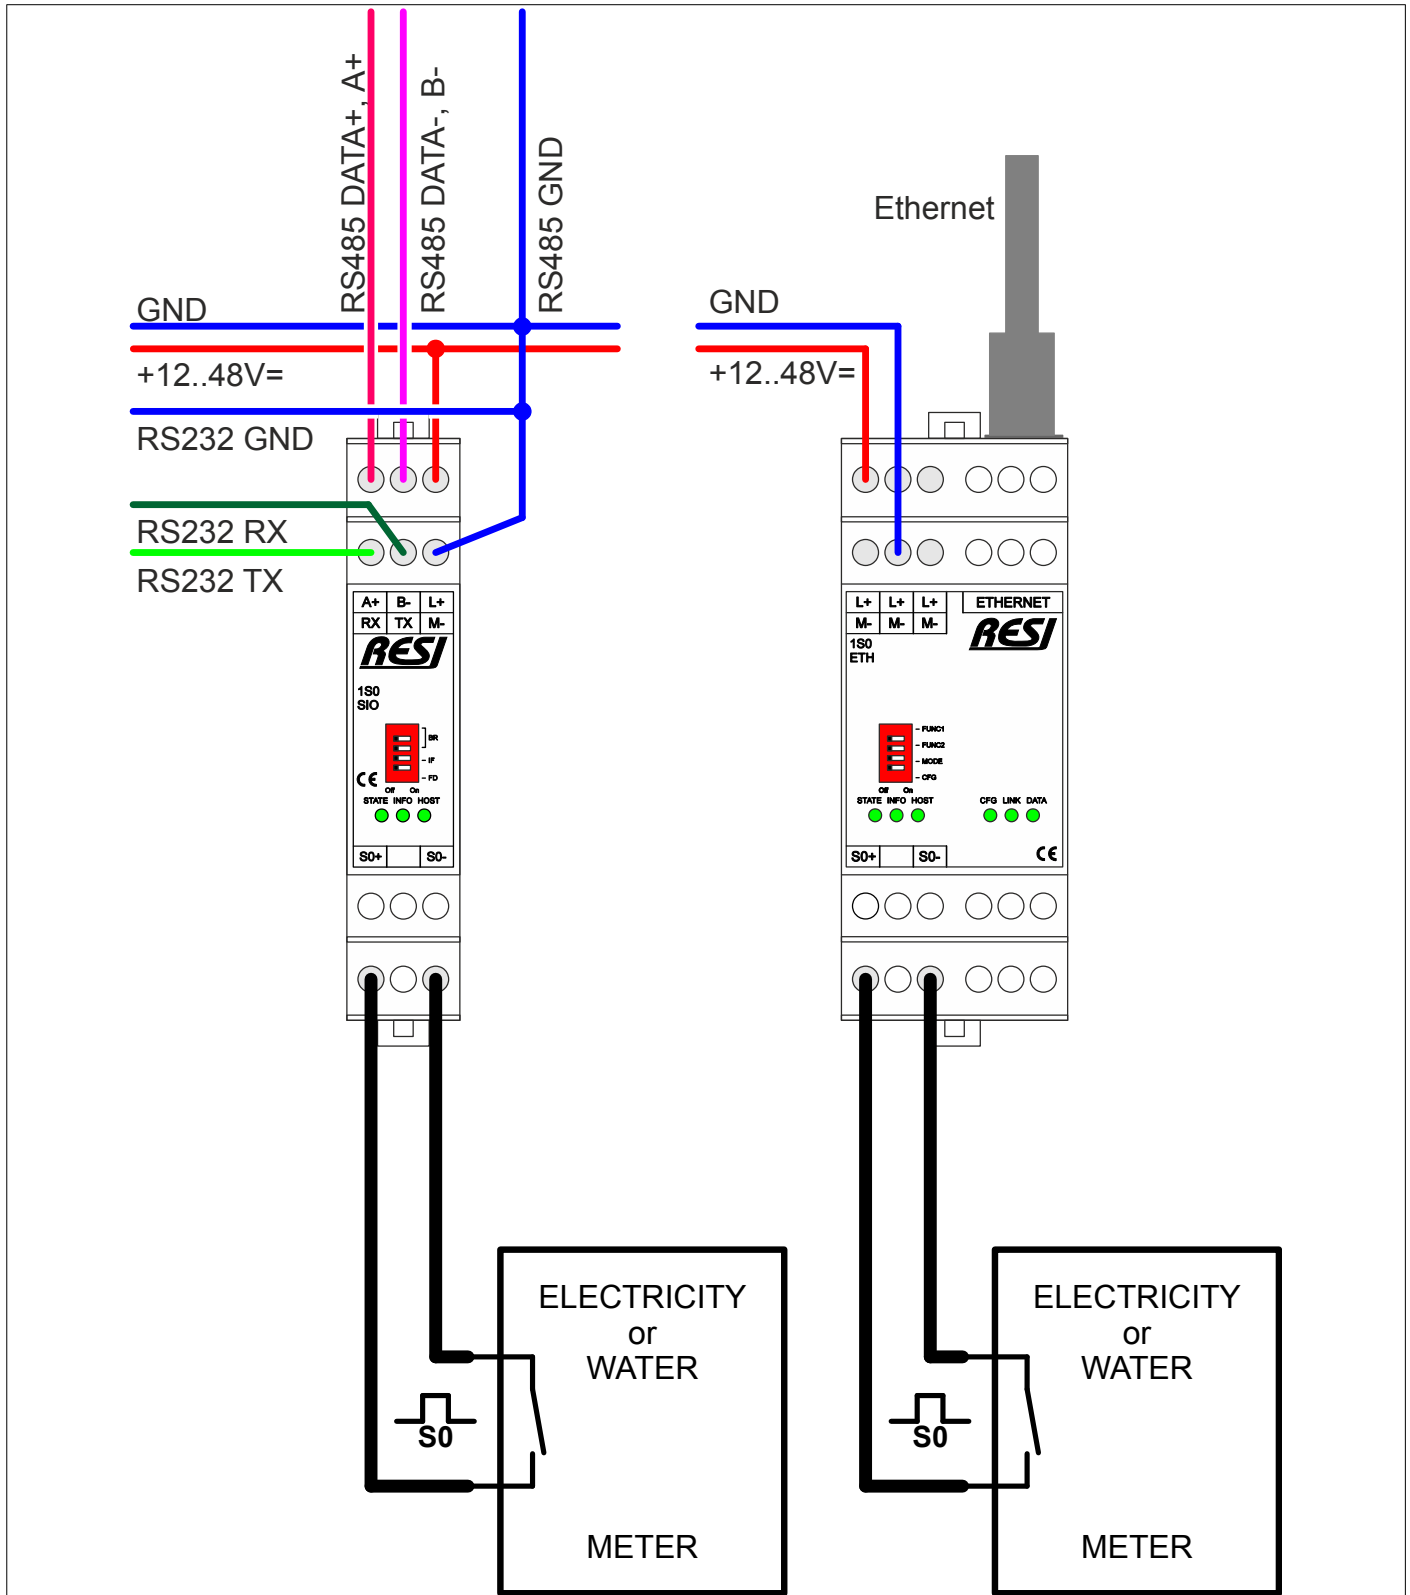 RS485 DATA+, A+
RS485 DATA-, B-
RS485 GND
Ethernet
GND
+12..48V=
RS232 GND
RS232 RX
RS232 TX
GND
+12..48V=
A+ B- L+
RX TX M-
RESI
1S0
SIO
BR
IF
FD
CE
Off On
STATE INFO HOST
S0+ S0-
L+ L+ L+ ETHERNET
M- M- M-
RESI
1S0
ETH
FUNC1
FUNC2
MODE
CFG
Off On
STATE INFO HOST
CFG LINK DATA
S0+ S0-
CE
ELECTRICITY
or
WATER
S0
METER
ELECTRICITY
or
WATER
S0
METER